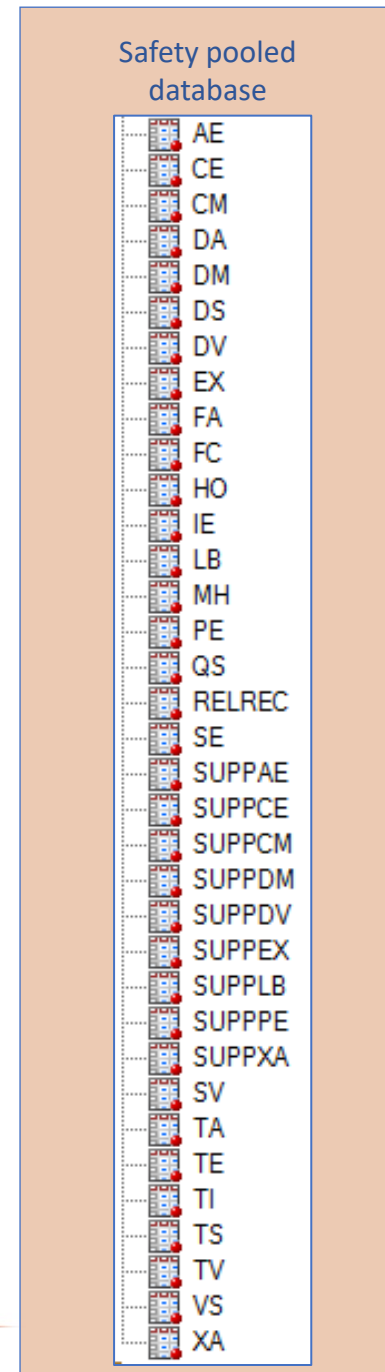 Safety pooled
database
AE
CE
CM
DA
DM
DS
DV
EX
FA
FC
HO
IE
LB
MH
PE
QS
RELREC
SE
SUPPAE
SUPPCE
SUPPCM
SUPPDM
SUPPDV
SUPPEX
SUPPLB
SUPPPE
SUPPXA
SV
TA
TE
TI
TS
TV
VS
XA